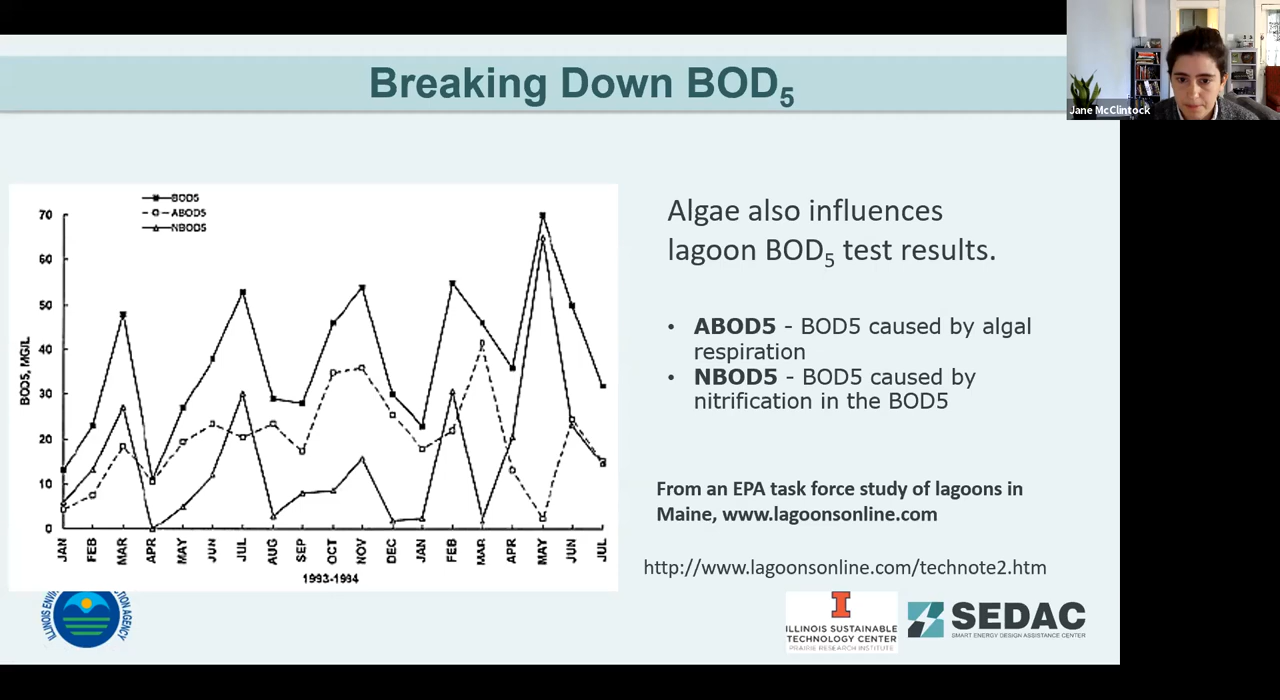 Breaking Down BOD5
Jane McClintock
BOD5
ABOD5
NBOD5
70
60
50
40
30
20
10
0
BOD5, MG/L
JAN
FEB
MAR
APR
MAY
JUN
JUL
AUG
SEP
OCT
NOV
DEC
JAN
FEB
MAR
APR
MAY
JUN
JUL
1993-1994
Algae also influences
lagoon BOD5 test results.
• ABOD5 - BOD5 caused by algal
respiration
• NBOD5 - BOD5 caused by
nitrification in the BOD5
From an EPA task force study of lagoons in
Maine, www.lagoonsonline.com
http://www.lagoonsonline.com/technote2.htm
ILLINOIS SUSTAINABLE
TECHNOLOGY CENTER
PRAIRIE RESEARCH INSTITUTE
SEDAC
SMART ENERGY DESIGN ASSISTANCE CENTER